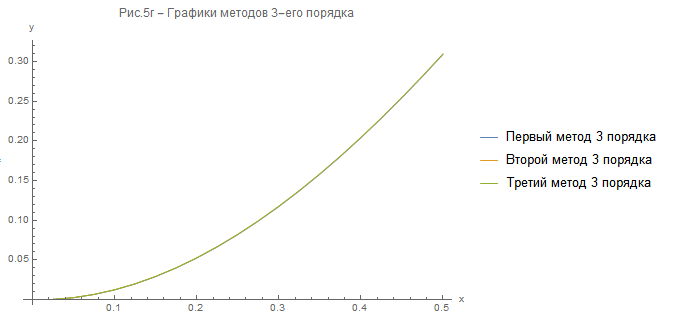 Рис.5г – Графики методов 3–его порядка
y
0.30
0.25
0.20
0.15
0.10
0.05
0.1
0.2
0.3
0.4
0.5
x
Первый метод 3 порядка
Второй метод 3 порядка
Третий метод 3 порядка